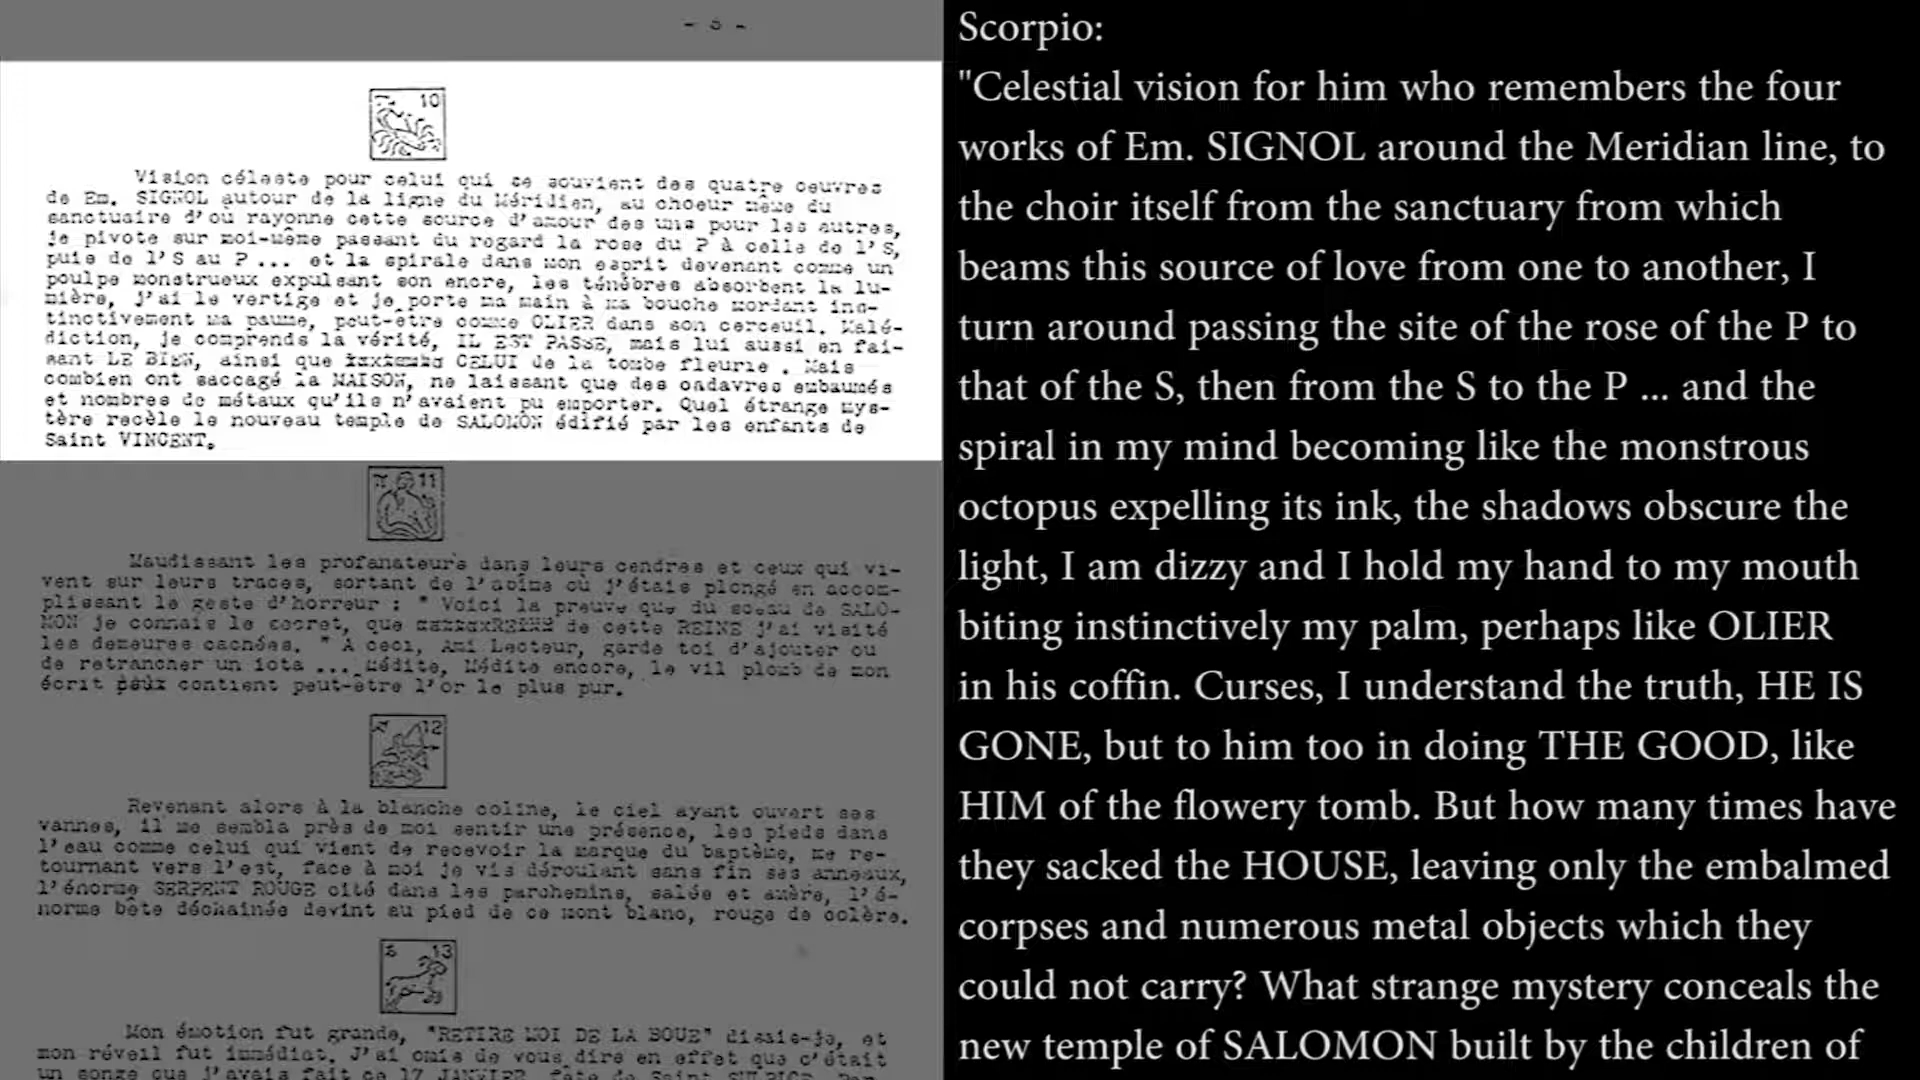 - 5 -
10
Vision céleste pour celui qui se souvient des quatre oeuvres
de Em. SIGNOL autour de la ligne du Méridien, au choeur même du
sanctuaire d'où rayonne cette source d'amour des uns pour les autres,
je pivote sur moi-même passant du regard la rose du P à celle de l'S,
puis de l'S au P ... et la spirale dans mon esprit devenant comme un
poulpe monstrueux expulsant son encre, les ténèbres absorbent la lu-
mière, j'ai le vertige et je porte ma main à ma bouche mordant ins-
tinctivement ma paume, peut-être comme OLIER dans son cerceuil. Malé-
diction, je comprends la vérité, IL EST PASSE, mais lui aussi en fai-
sant LE BIEN, ainsi que CELUI de la tombe fleurie . Mais
combien ont saccagé la MAISON, ne laissant que des cadavres embaumés
et nombres de métaux qu'ils n'avaient pu emporter. Quel étrange mys-
tère recèle le nouveau temple de SALOMON édifié par les enfants de
Saint VINCENT.
11
Maudissant les profanateurs dans leurs cendres et ceux qui vi-
vent sur leurs traces, sortant de l'abîme où j'étais plongé en accom-
plissant le geste d'horreur : " Voici la preuve que du sceau de SALO-
MON je connais le secret, que de cette REINE j'ai visité
les demeures cachées. " A ceci, Ami Lecteur, garde toi d'ajouter ou
de retrancher un iota ... Médite, Médite encore, le vil plomb de mon
écrit contient peut-être l'or le plus pur.
12
Revenant alors à la blanche coline, le ciel ayant ouvert ses
vannes, il me sembla près de moi sentir une présence, les pieds dans
l'eau comme celui qui vient de recevoir la marque du baptême, me re-
tournant vers l'est, face à moi je vis déroulant sans fin ses anneaux,
l'énorme SERPENT ROUGE cité dans les parchemins, salée et amère, l'é-
norme bête déchainée devint au pied de ce mont blanc, rouge de colère.
13
Mon émotion fut grande, "RETIRE MOI DE LA BOUE" disais-je, et
mon réveil fut immédiat. J'ai omis de vous dire en effet que c'était
un songe que j'avais fait ce 17 JANVIER, fête de Saint SULPICE.
Scorpio:
"Celestial vision for him who remembers the four
works of Em. SIGNOL around the Meridian line, to
the choir itself from the sanctuary from which
beams this source of love from one to another, I
turn around passing the site of the rose of the P to
that of the S, then from the S to the P ... and the
spiral in my mind becoming like the monstrous
octopus expelling its ink, the shadows obscure the
light, I am dizzy and I hold my hand to my mouth
biting instinctively my palm, perhaps like OLIER
in his coffin. Curses, I understand the truth, HE IS
GONE, but to him too in doing THE GOOD, like
HIM of the flowery tomb. But how many times have
they sacked the HOUSE, leaving only the embalmed
corpses and numerous metal objects which they
could not carry? What strange mystery conceals the
new temple of SALOMON built by the children of